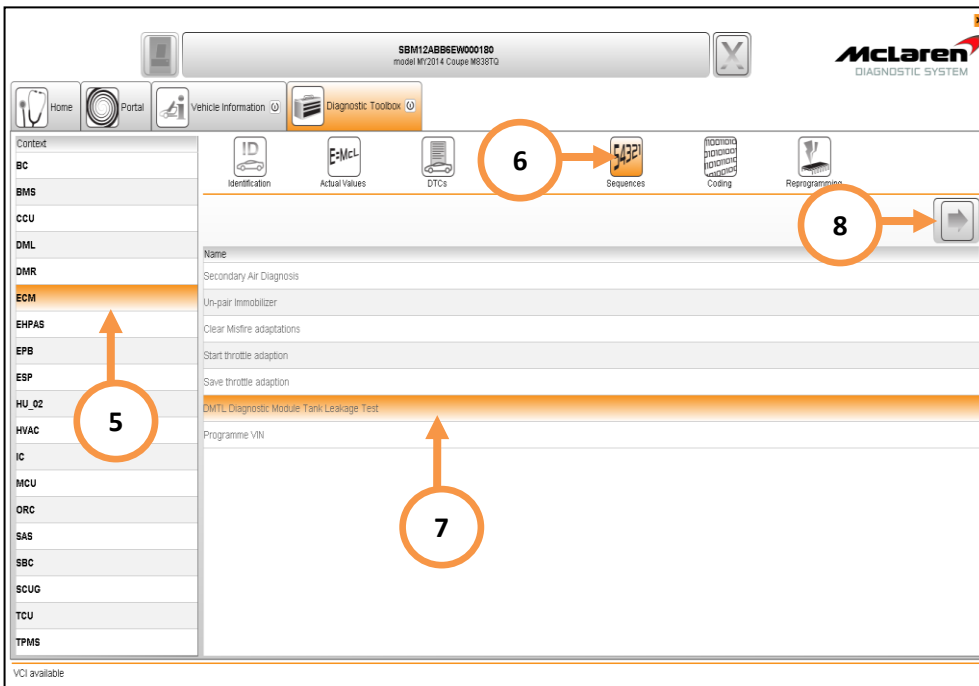 SBM12ABB6EW000180
model MY2014 Coupe M838TQ
McLaren
DIAGNOSTIC SYSTEM
Home
Portal
Vehicle Information
Diagnostic Toolbox
Context
BC
BMS
CCU
DML
DMR
ECM
EHPAS
EPB
ESP
HU_02
HVAC
IC
MCU
ORC
SAS
SBC
SCUG
TCU
TPMS
ID
Identification
E=McL
Actual Values
DTCs
6
54321
Sequences
Coding
Reprogramming
8
Name
Secondary Air Diagnosis
Un-pair Immobilizer
Clear Misfire adaptations
Start throttle adaption
Save throttle adaption
DMTL Diagnostic Module Tank Leakage Test
Programme VIN
5
7
VCI available